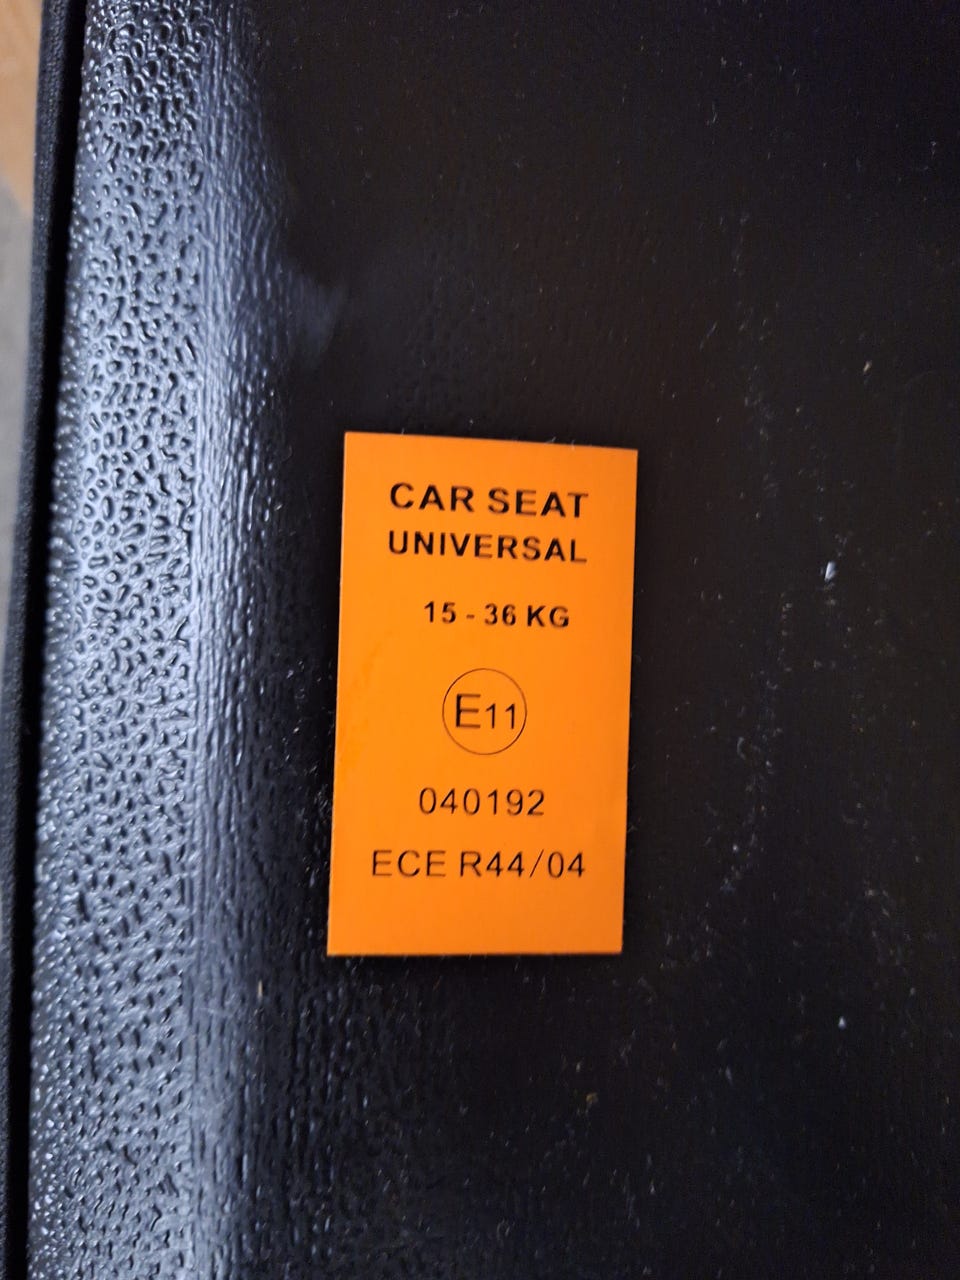 CAR SEAT
UNIVERSAL
15 - 36 KG
E11
040192
ECE R44/04